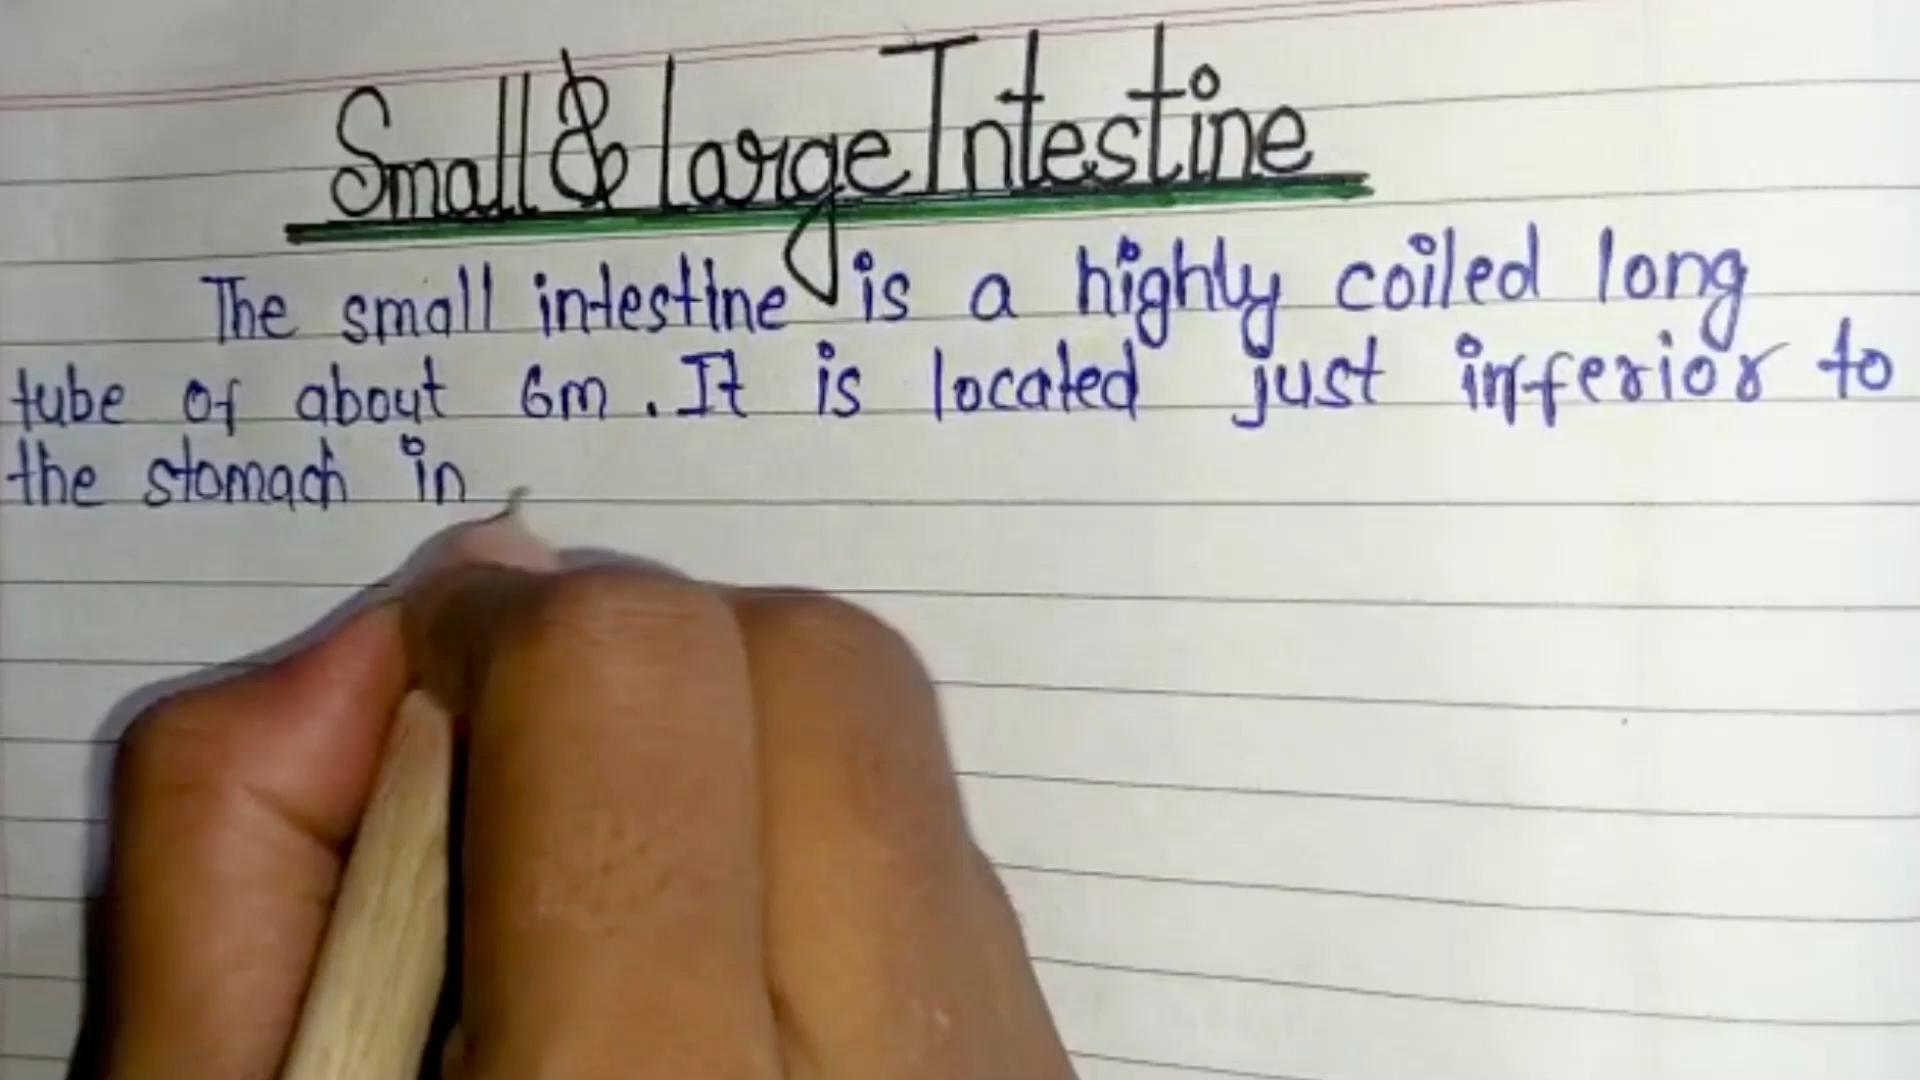 Small & large Intestine
The small intestine is a highly coiled long
tube of about 6m. It is located just inferior to
the stomach in